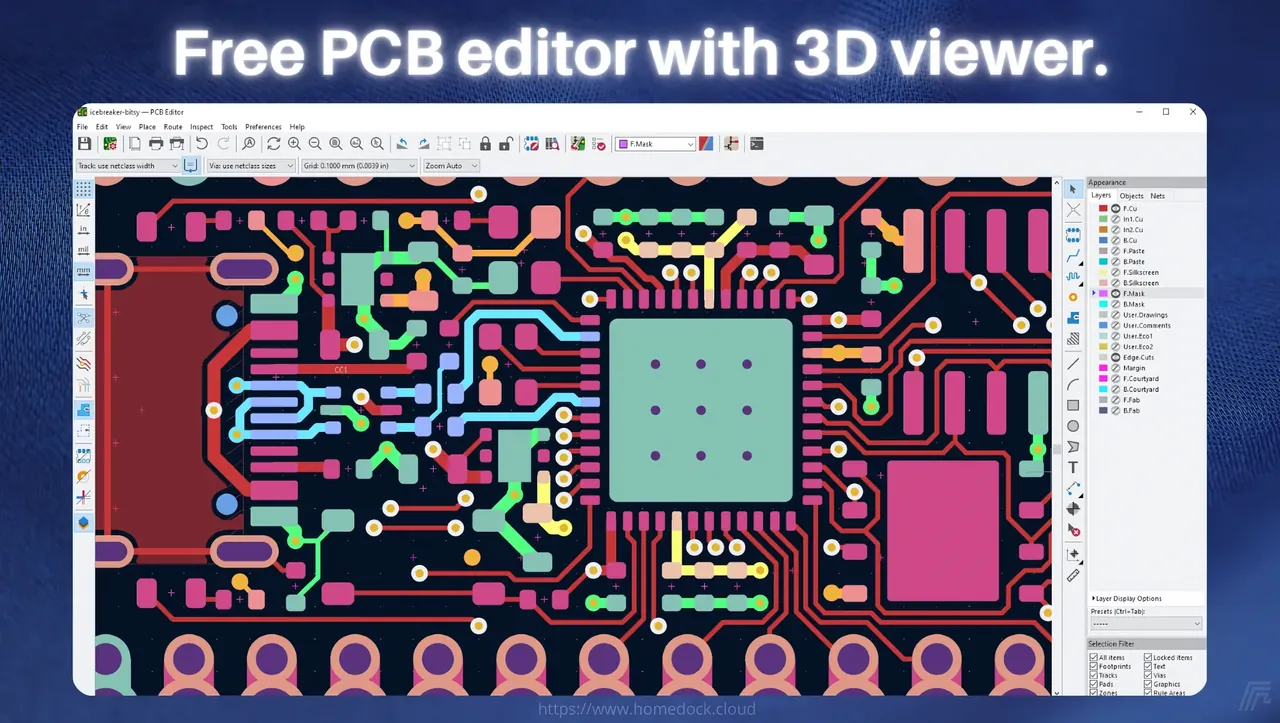 Free PCB editor with 3D viewer.
icebreaker-bitsy — PCB Editor
File Edit View Place Route Inspect Tools Preferences Help
F.Mask
Track: use netclass width
Via: use netclass sizes
Grid: 0.1000 mm (0.0039 in)
Zoom Auto
in
mil
mm
CC1
Appearance
Layers Objects Nets
F.Cu
In1.Cu
In2.Cu
B.Cu
F.Paste
B.Paste
F.Silkscreen
B.Silkscreen
F.Mask
B.Mask
User.Drawings
User.Comments
User.Eco1
User.Eco2
Edge.Cuts
Margin
F.Courtyard
B.Courtyard
F.Fab
B.Fab
Layer Display Options
Presets (Ctrl+Tab):
-----
Selection Filter
All items Locked items
Footprints Text
Tracks Vias
Pads Graphics
Zones Rule Areas
https://www.homedock.cloud